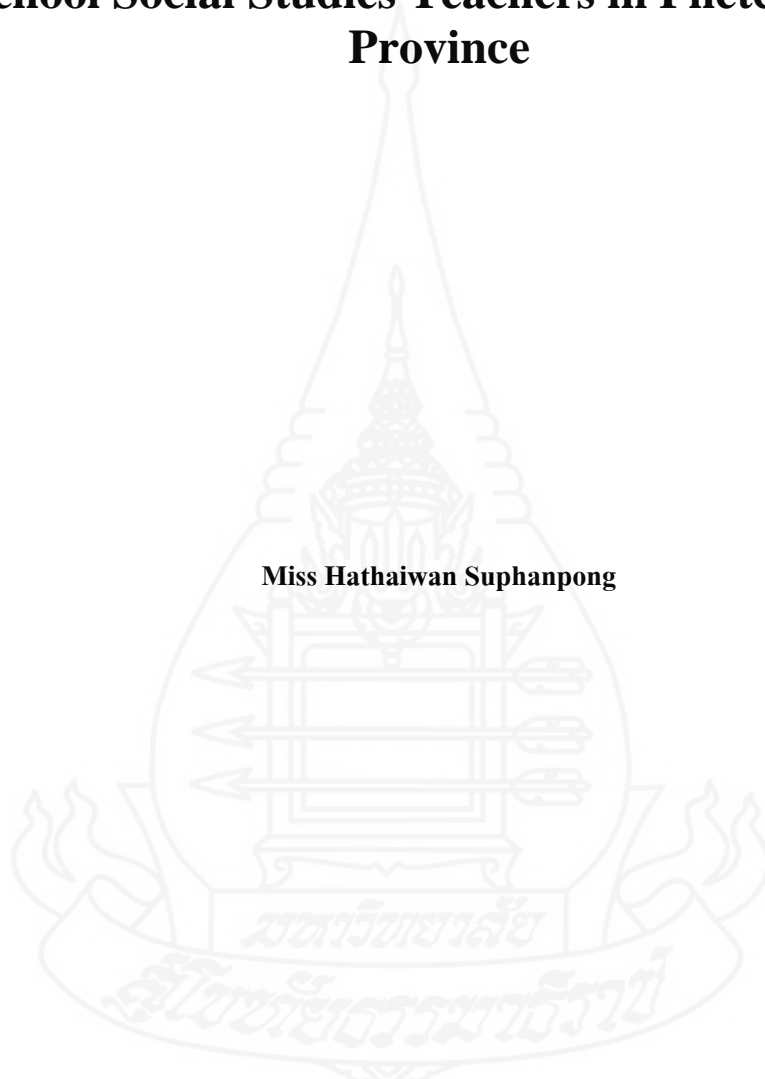 chool Social Studies Teachers in Phetc
Province
Miss Hathaiwan Suphanpong
มหาวิทยาลัย
สุโขทัยธรรมาธิราช